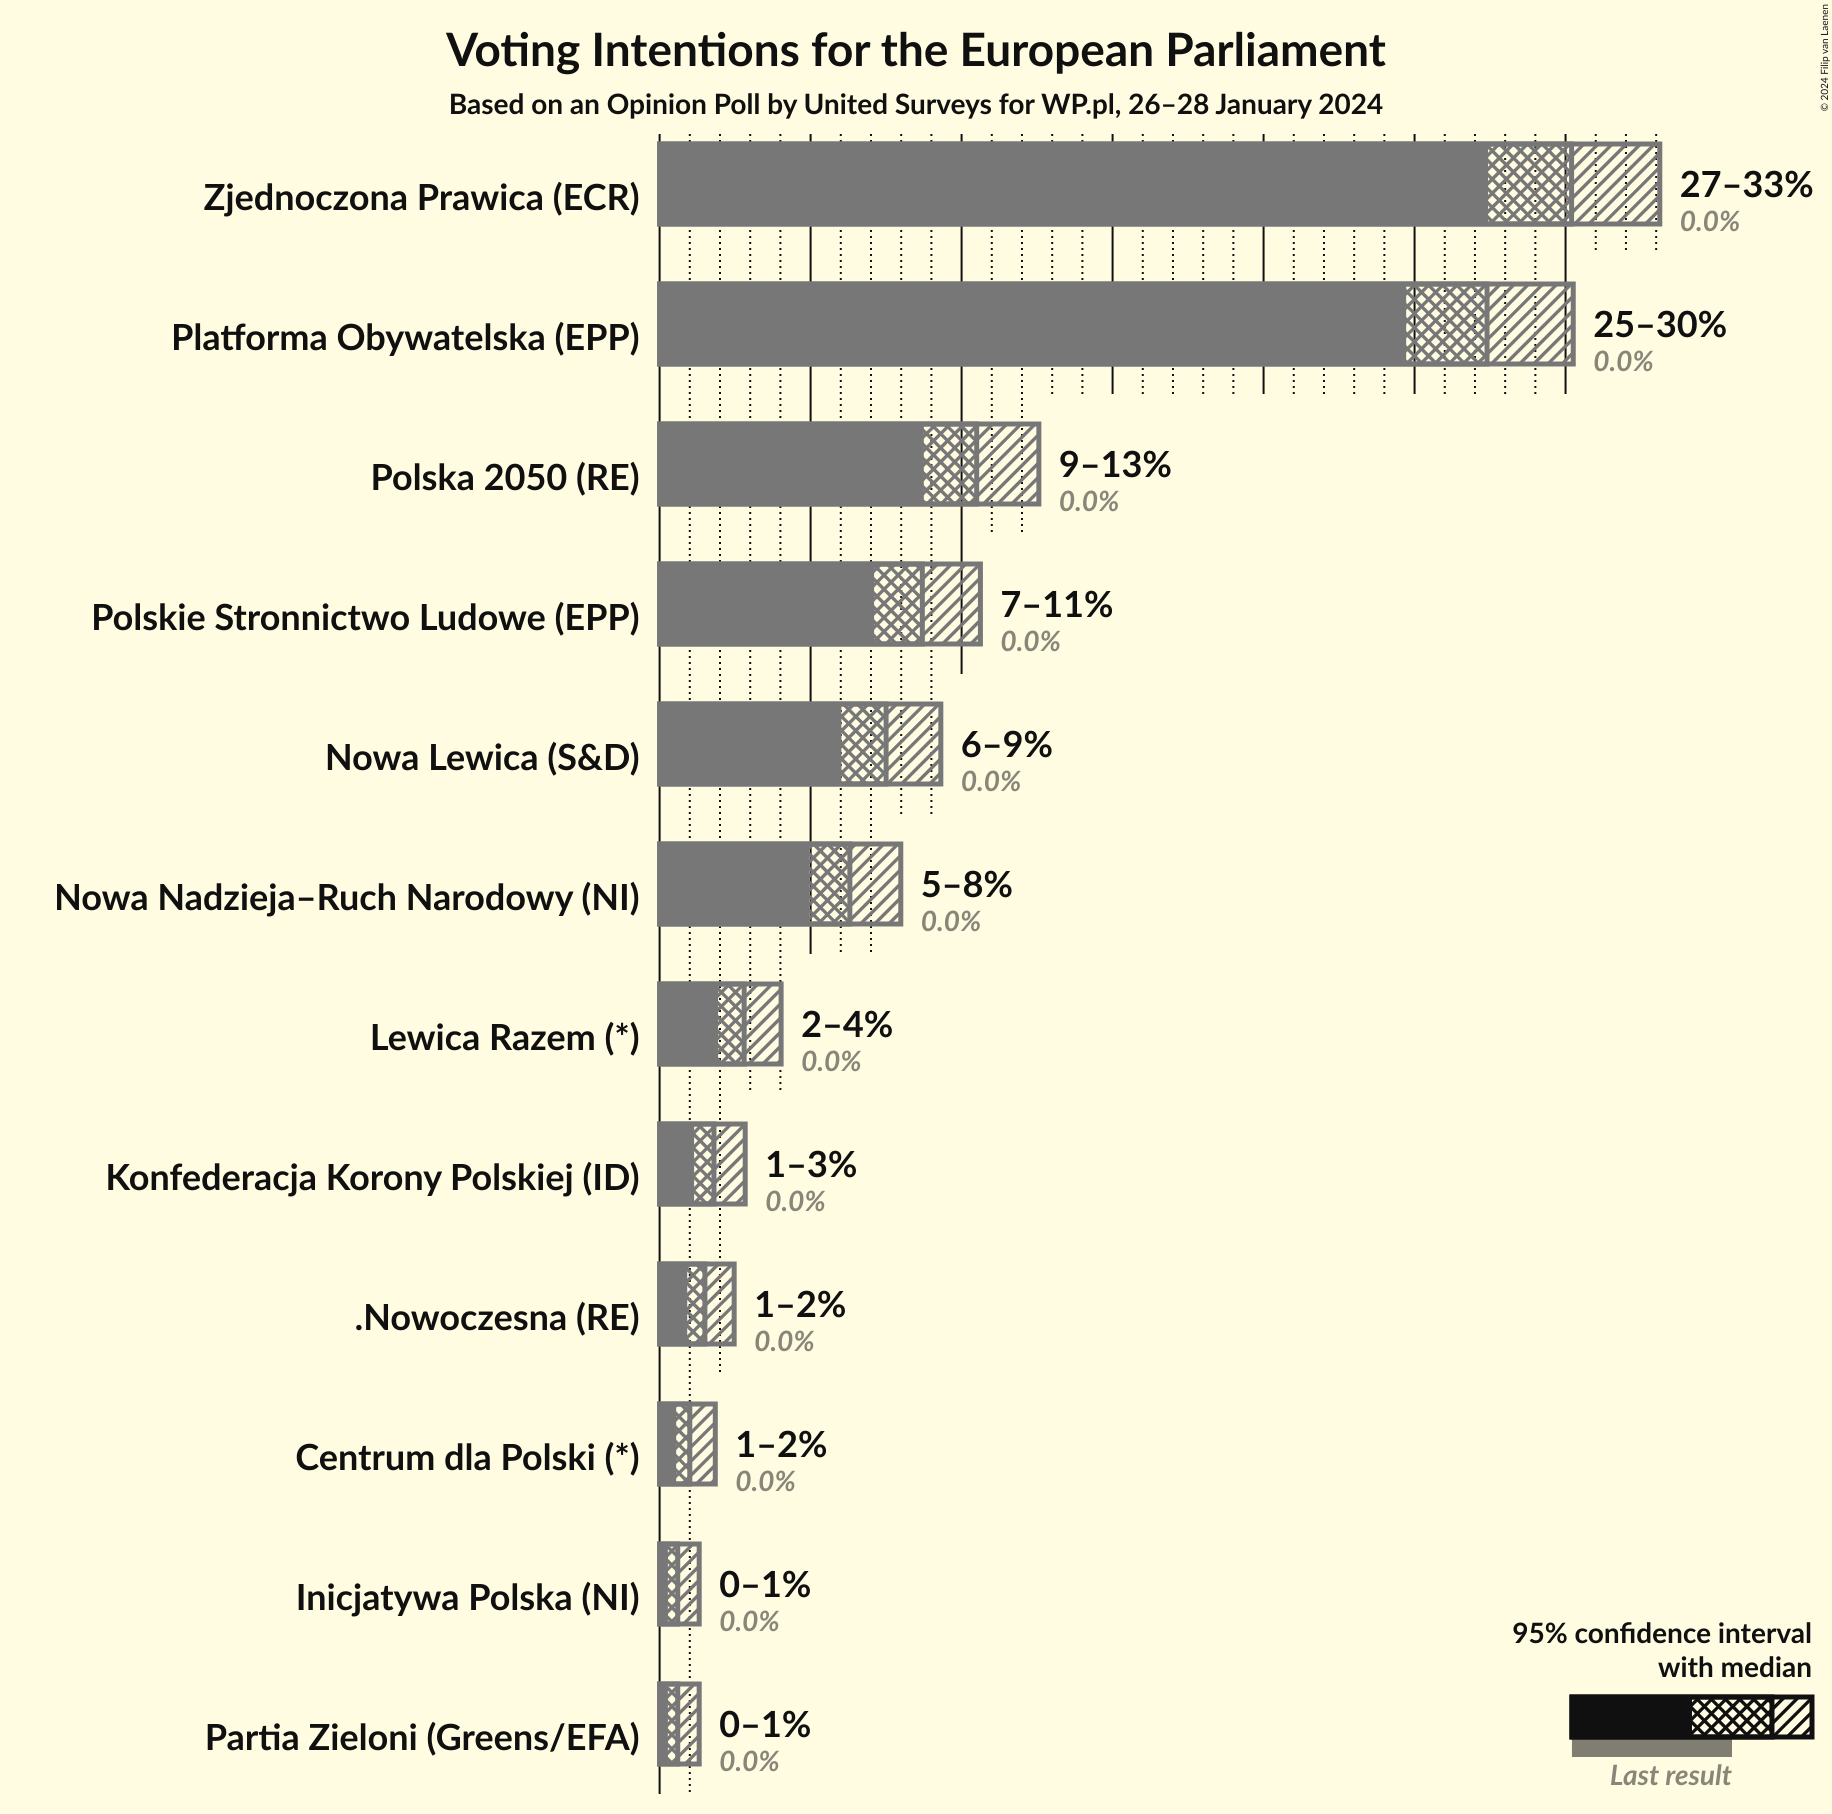 Voting Intentions for the European Parliament
Based on an Opinion Poll by United Surveys for WP.pl, 26–28 January 2024
© 2024 Filip van Laenen
Zjednoczona Prawica (ECR)
27–33%
0.0%
Platforma Obywatelska (EPP)
25–30%
0.0%
Polska 2050 (RE)
9–13%
0.0%
Polskie Stronnictwo Ludowe (EPP)
7–11%
0.0%
Nowa Lewica (S&D)
6–9%
0.0%
Nowa Nadzieja–Ruch Narodowy (NI)
5–8%
0.0%
Lewica Razem (*)
2–4%
0.0%
Konfederacja Korony Polskiej (ID)
1–3%
0.0%
.Nowoczesna (RE)
1–2%
0.0%
Centrum dla Polski (*)
1–2%
0.0%
Inicjatywa Polska (NI)
0–1%
0.0%
Partia Zieloni (Greens/EFA)
0–1%
0.0%
95% confidence interval
with median
Last result